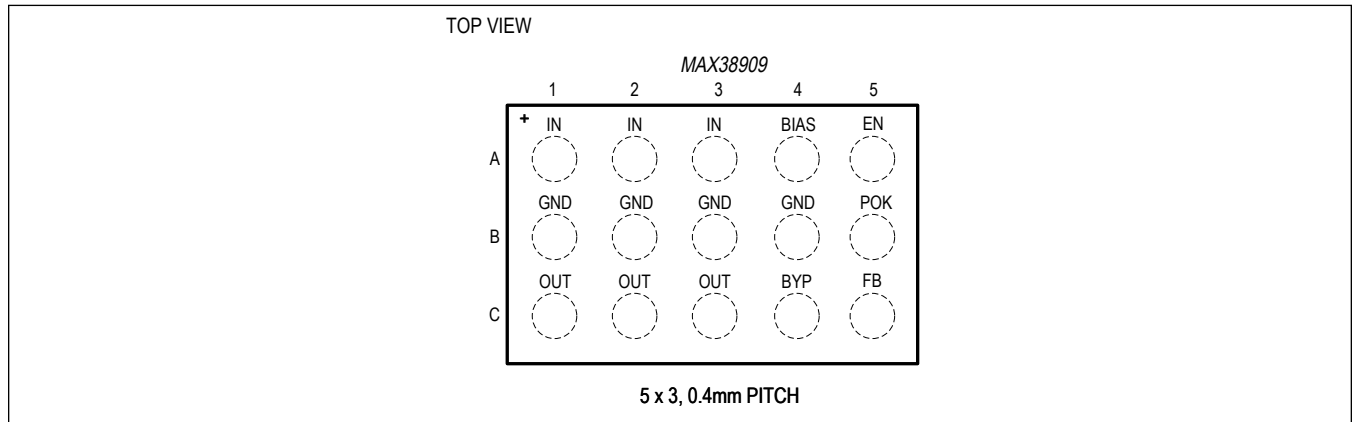 TOP VIEW
MAX38909
1 2 3 4 5
+ IN IN IN BIAS EN
A
GND GND GND GND POK
B
OUT OUT OUT BYP FB
C
5 x 3, 0.4mm PITCH